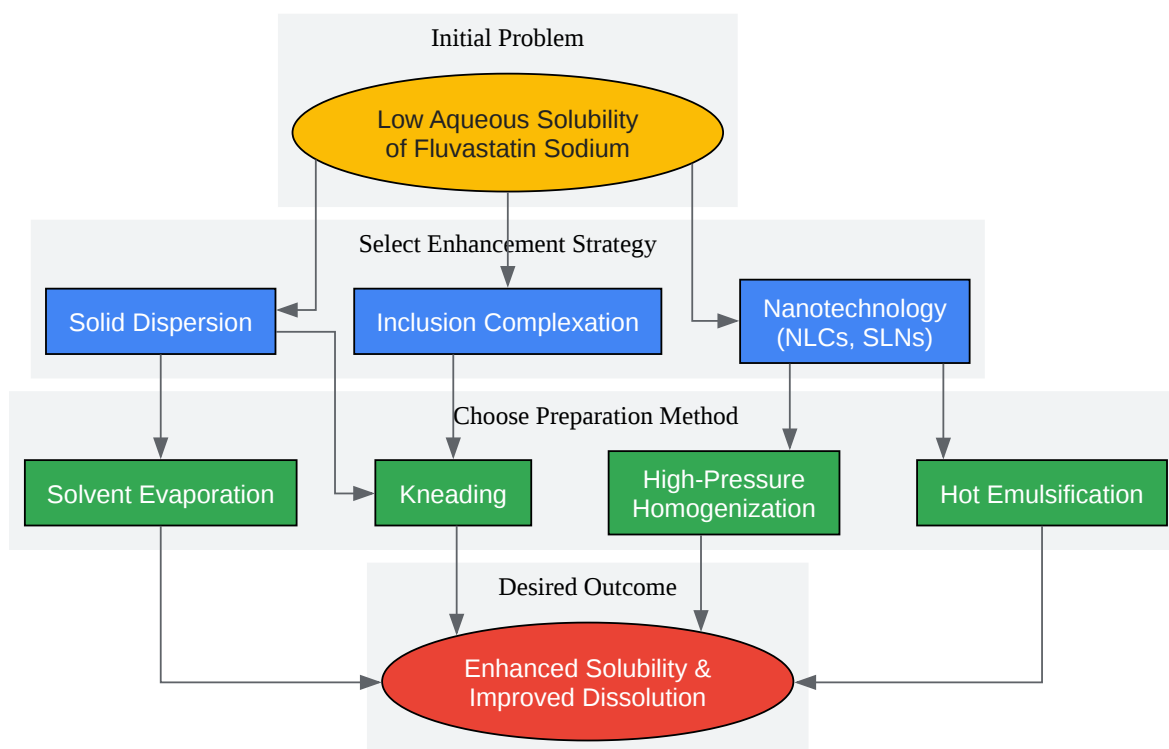 Initial Problem
Low Aqueous Solubility
of Fluvastatin Sodium
Select Enhancement Strategy
Solid Dispersion
Inclusion Complexation
Nanotechnology
(NLCs, SLNs)
Choose Preparation Method
Solvent Evaporation
Kneading
High-Pressure
Homogenization
Hot Emulsification
Desired Outcome
Enhanced Solubility &
Improved Dissolution